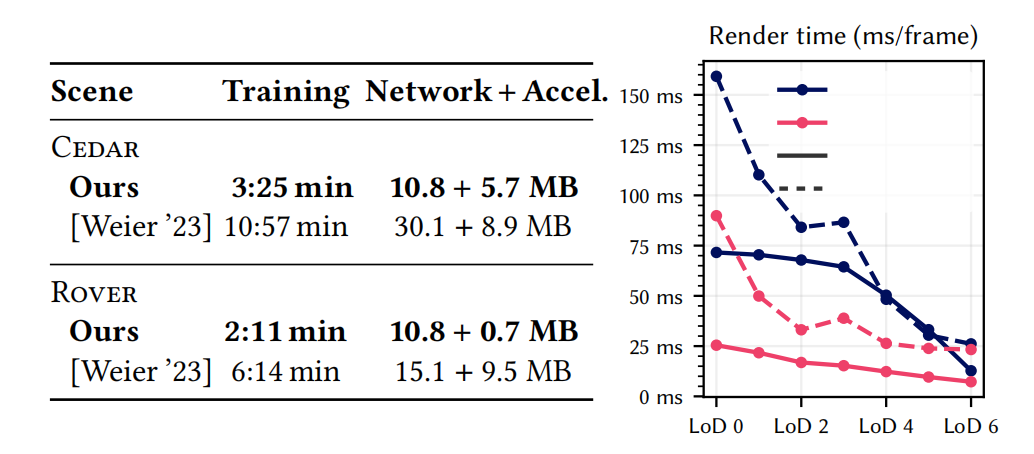 Scene Training Network + Accel.
CEDAR
Ours 3:25 min 10.8 + 5.7 MB
[Weier ’23] 10:57 min 30.1 + 8.9 MB
ROVER
Ours 2:11 min 10.8 + 0.7 MB
[Weier ’23] 6:14 min 15.1 + 9.5 MB
Render time (ms/frame)
150 ms
125 ms
100 ms
75 ms
50 ms
25 ms
0 ms
LoD 0 LoD 2 LoD 4 LoD 6